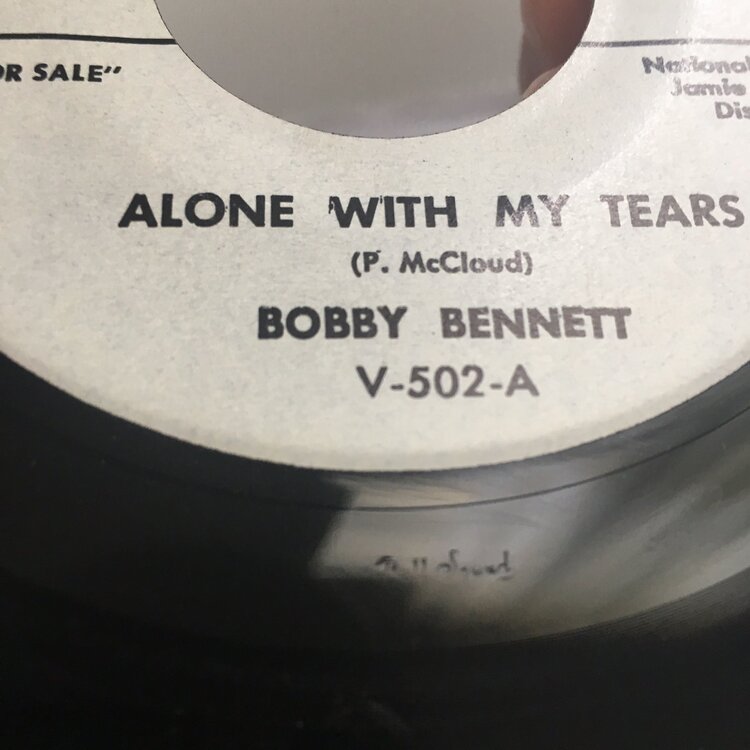 OR SALE"
National
Jamie
Dis
ALONE WITH MY TEARS
(P. McCloud)
BOBBY BENNETT
V-502-A